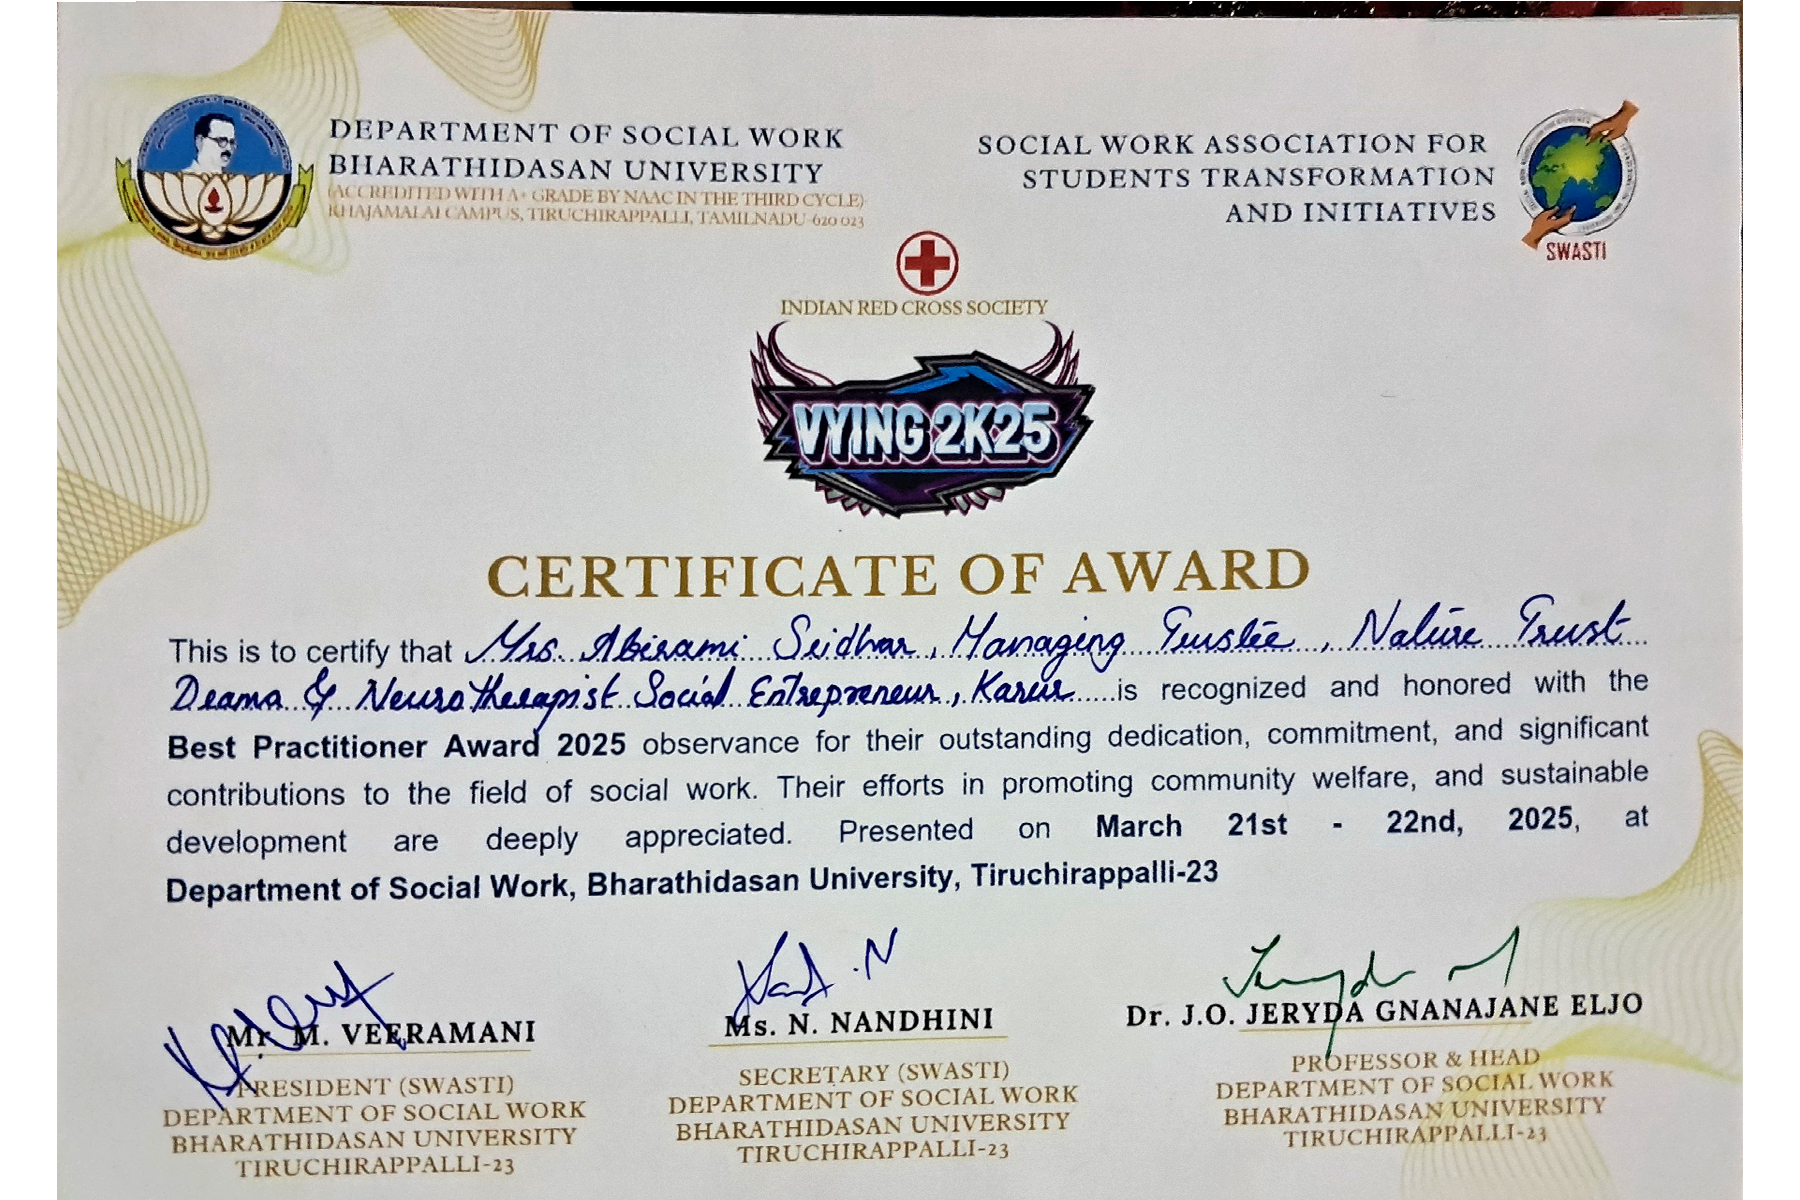 DEPARTMENT OF SOCIAL WORK
BHARATHIDASAN UNIVERSITY
(ACCREDITED WITH A+ GRADE BY NAAC IN THE THIRD CYCLE)
KHAJAMALAI CAMPUS, TIRUCHIRAPPALLI, TAMILNADU-620 023
SOCIAL WORK ASSOCIATION FOR
STUDENTS TRANSFORMATION
AND INITIATIVES
SWASTI
INDIAN RED CROSS SOCIETY
VYING 2K25
CERTIFICATE OF AWARD
This is to certify that Mrs. Abirami Sridhar, Managing Trustee, Nature Trust
Drama & Neuro Therapist Social Entrepreneur, Karur is recognized and honored with the
Best Practitioner Award 2025 observance for their outstanding dedication, commitment, and significant
contributions to the field of social work. Their efforts in promoting community welfare, and sustainable
development are deeply appreciated. Presented on March 21st - 22nd, 2025, at
Department of Social Work, Bharathidasan University, Tiruchirappalli-23
Mr. M. VEERAMANI
PRESIDENT (SWASTI)
DEPARTMENT OF SOCIAL WORK
BHARATHIDASAN UNIVERSITY
TIRUCHIRAPPALLI-23
Ms. N. NANDHINI
SECRETARY (SWASTI)
DEPARTMENT OF SOCIAL WORK
BHARATHIDASAN UNIVERSITY
TIRUCHIRAPPALLI-23
Dr. J.O. JERYDA GNANAJANE ELJO
PROFESSOR & HEAD
DEPARTMENT OF SOCIAL WORK
BHARATHIDASAN UNIVERSITY
TIRUCHIRAPPALLI-23